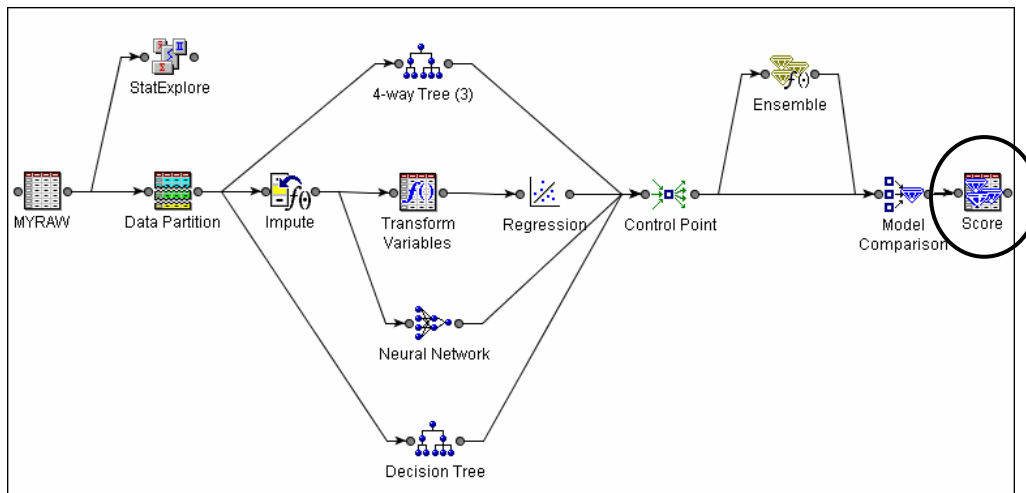 StatExplore
4-way Tree (3)
Ensemble
MYRAW
Data Partition
Impute
Transform
Variables
Regression
Control Point
Model
Comparison
Score
Neural Network
Decision Tree